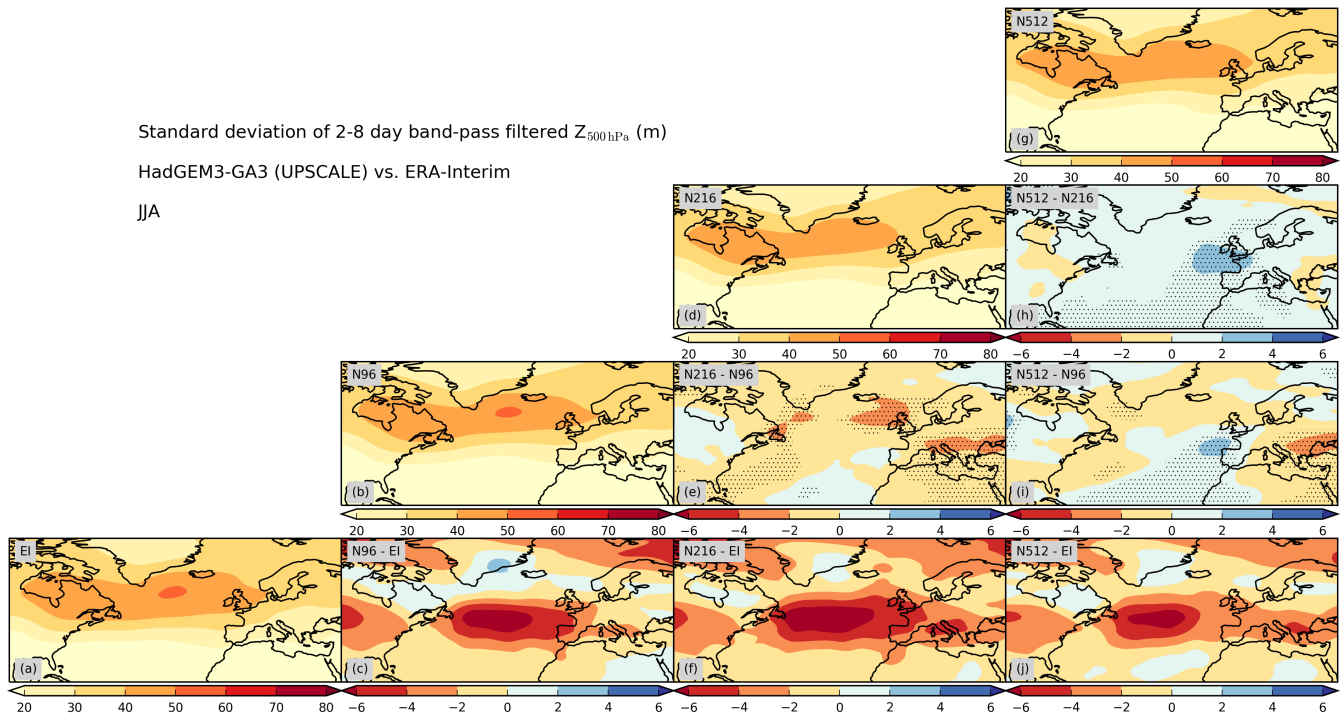 N512
(g)
20 30 40 50 60 70 80
Standard deviation of 2-8 day band-pass filtered Z500 hPa (m)
HadGEM3-GA3 (UPSCALE) vs. ERA-Interim
JJA
N216
N512 - N216
(d)
(h)
20 30 40 50 60 70 80
−6 −4 −2 0 2 4 6
N96
N216 - N96
N512 - N96
(b)
(e)
(i)
20 30 40 50 60 70 80
−6 −4 −2 0 2 4 6
−6 −4 −2 0 2 4 6
EI
N96 - EI
N216 - EI
N512 - EI
(a)
(c)
(f)
(j)
20 30 40 50 60 70 80
−6 −4 −2 0 2 4 6
−6 −4 −2 0 2 4 6
−6 −4 −2 0 2 4 6